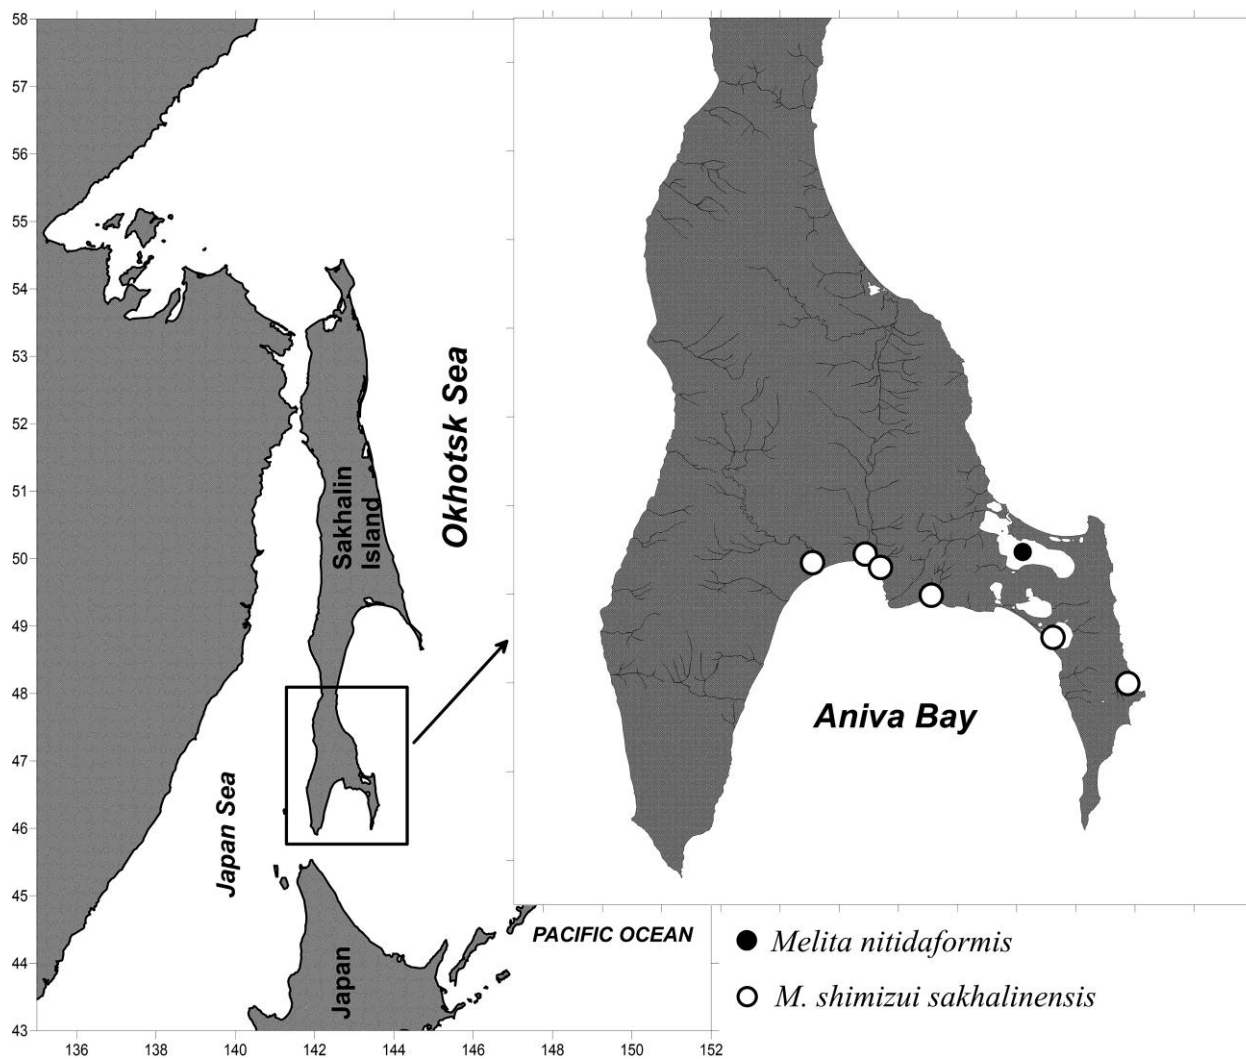 58
57
56
55
54
53
52
51
50
49
48
47
46
45
44
43
136 138 140 142 144 146 148 150 152
Okhotsk Sea
Sakhalin
Island
Japan Sea
Japan
PACIFIC OCEAN
Aniva Bay
Melita nitidaformis
M. shimizui sakhalinensis